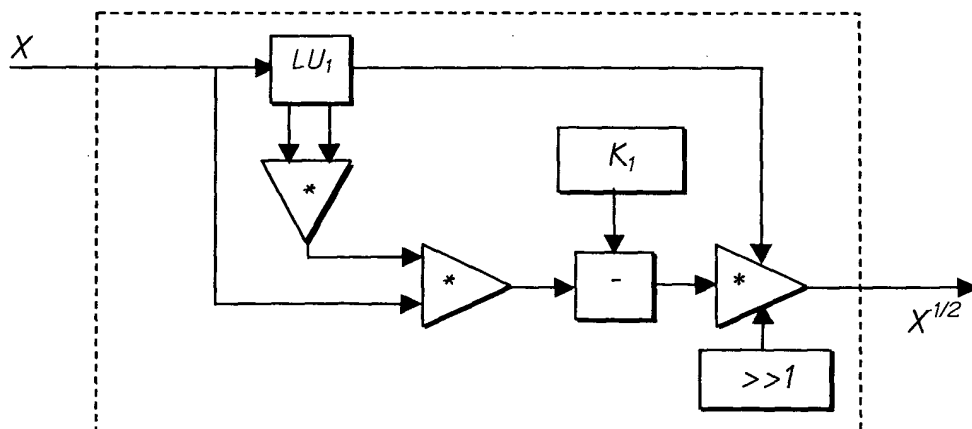 X
LU₁
*
K₁
*
-
*
X^{1/2}
>>1